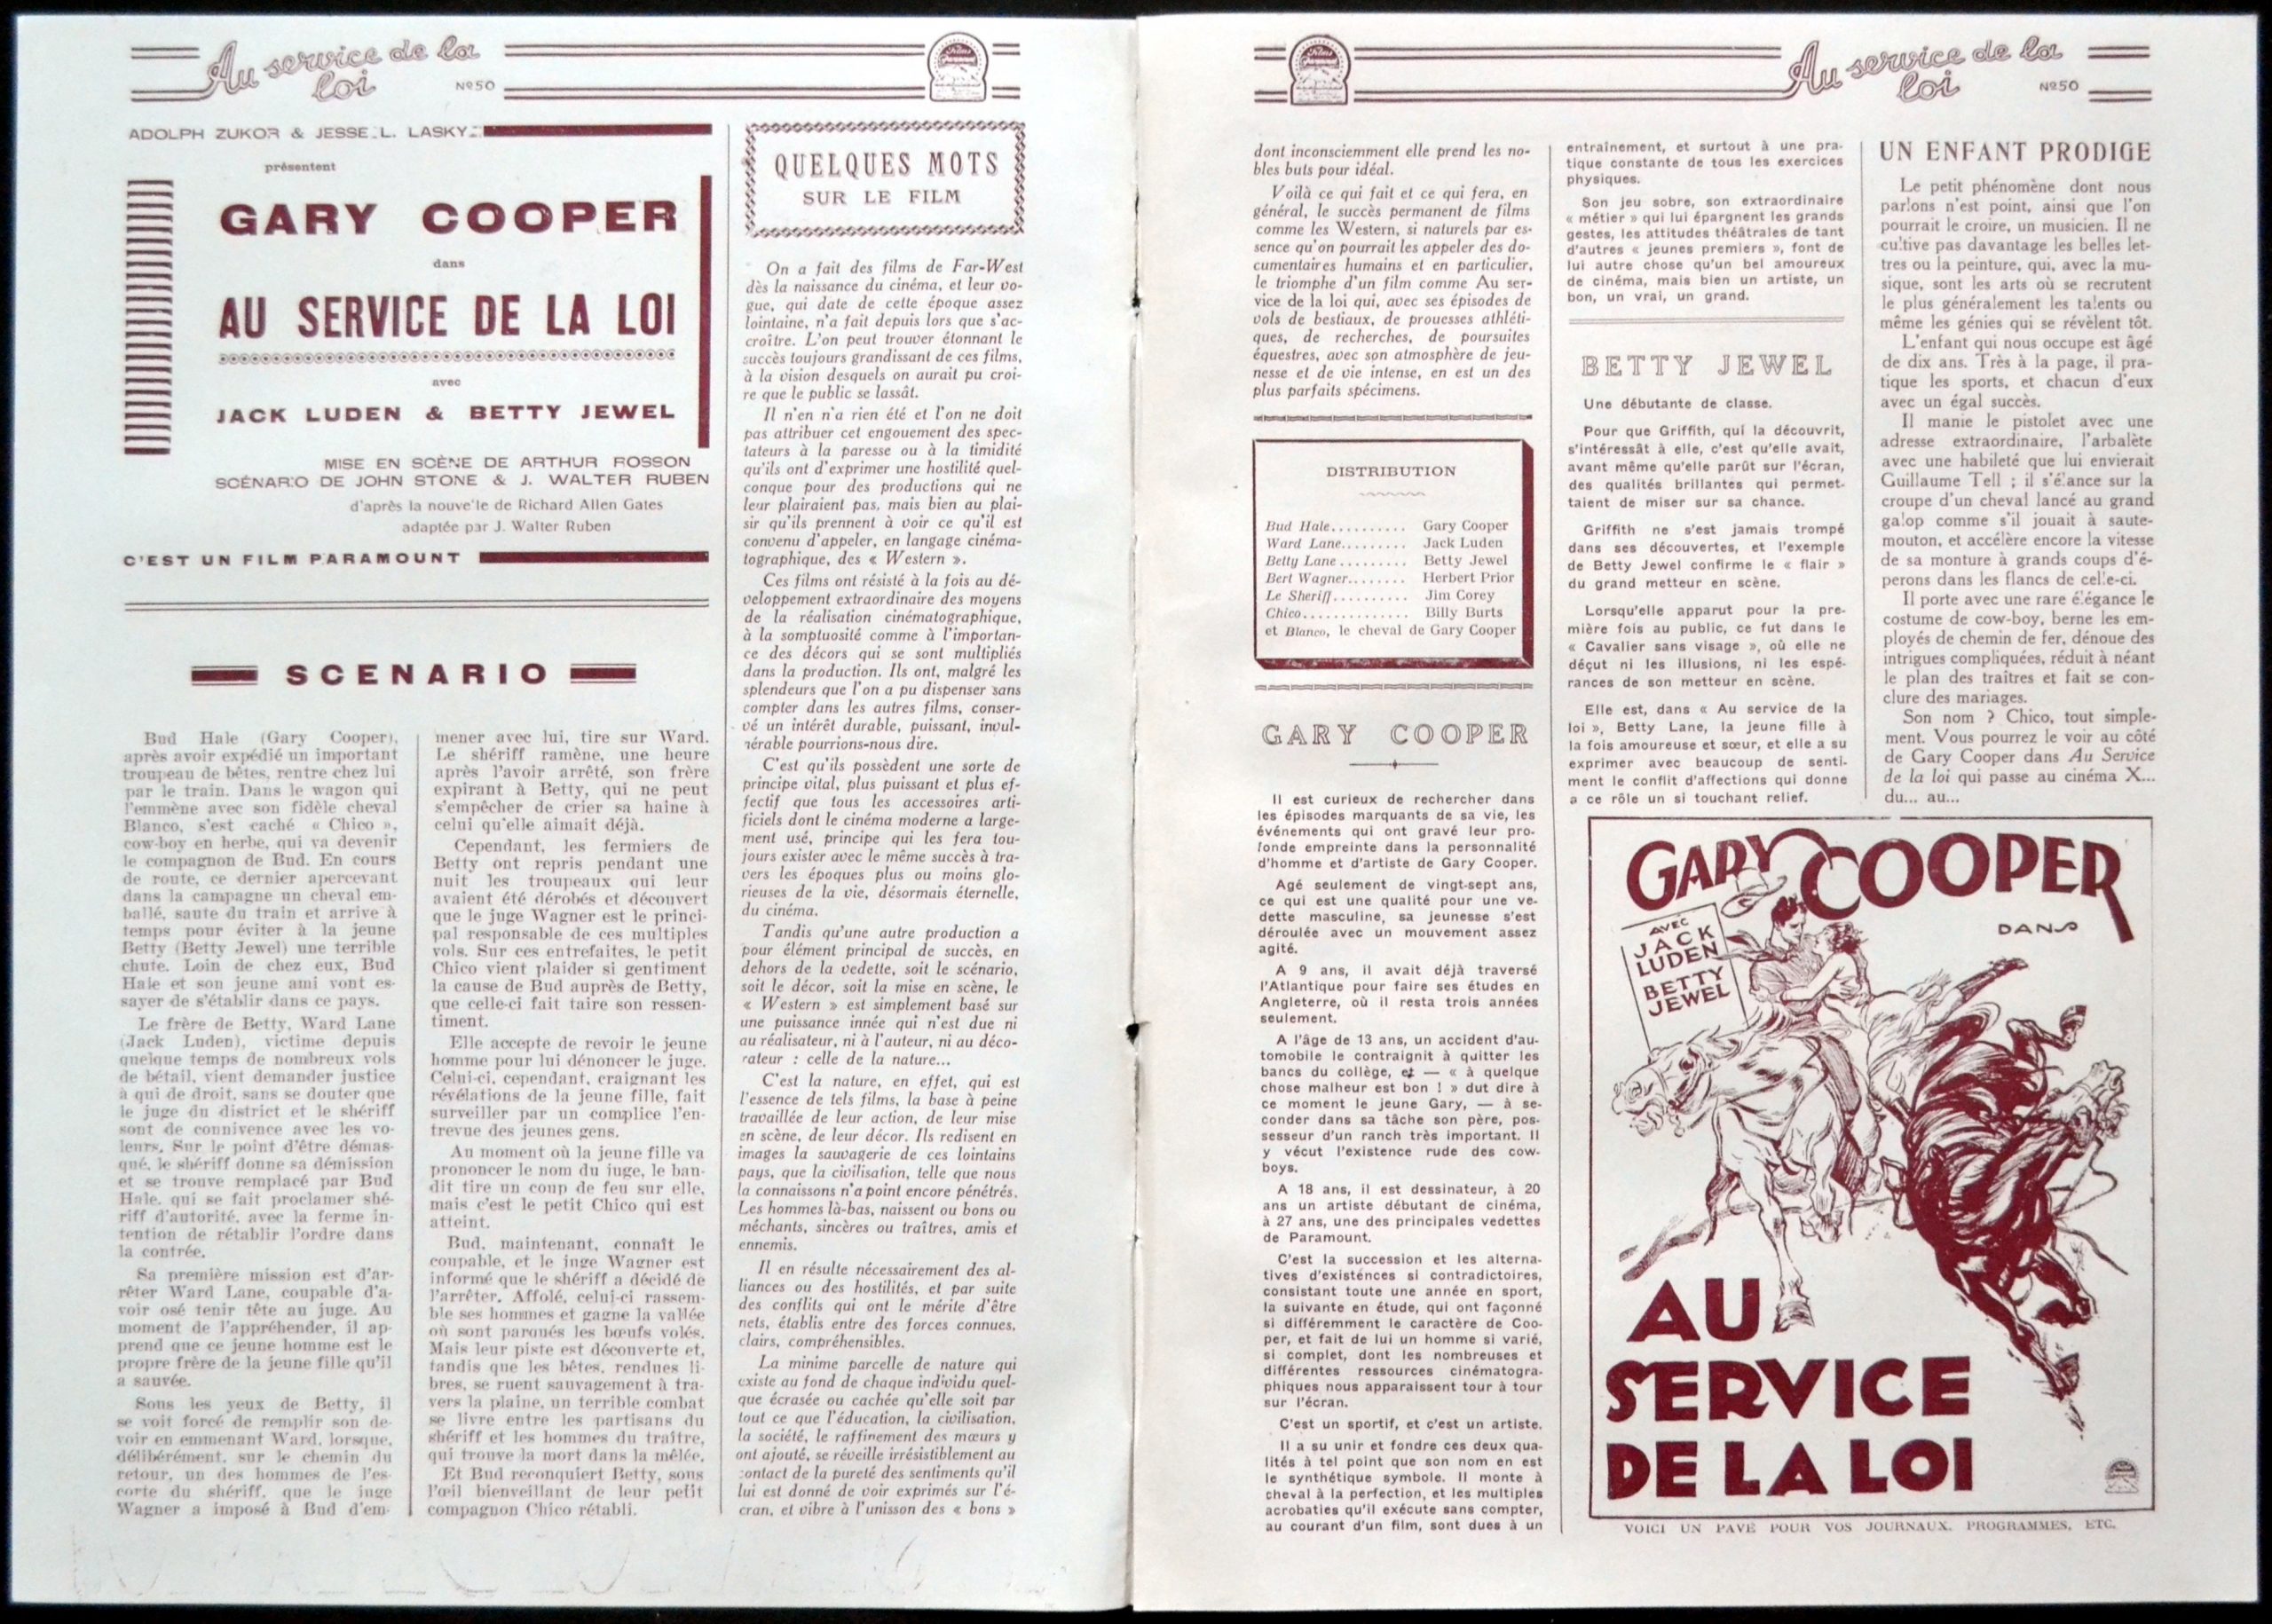 Au service de la
loi
Nº50
ADOLPH ZUKOR & JESSE L. LASKY
présentent
GARY COOPER
dans
AU SERVICE DE LA LOI
avec
JACK LUDEN & BETTY JEWEL
MISE EN SCÈNE DE ARTHUR ROSSON
SCÉNARIO DE JOHN STONE & J. WALTER RUBEN
d'après la nouve'le de Richard Allen Gates
adaptée par J. Walter Ruben
C'EST UN FILM PARAMOUNT
SCENARIO
Bud Hale (Gary Cooper),
après avoir expédié un important
troupeau de bêtes, rentre chez lui
par le train. Dans le wagon qui
l'emmène avec son fidèle cheval
Blanco, s'est caché « Chico »,
cow-boy en herbe, qui va devenir
le compagnon de Bud. En cours
de route, ce dernier apercevant
dans la campagne un cheval em-
ballé, saute du train et arrive à
temps pour éviter à la jeune
Betty (Betty Jewel) une terrible
chute. Loin de chez eux, Bud
Hale et son jeune ami vont es-
sayer de s'établir dans ce pays.
Le frère de Betty, Ward Lane
(Jack Luden), victime depuis
quelque temps de nombreux vols
de bétail, vient demander justice
à qui de droit, sans se douter que
le juge du district et le shériff
sont de connivence avec les vo-
leurs. Sur le point d'être démas-
qué, le shériff donne sa démission
et se trouve remplacé par Bud
Hale, qui se fait proclamer shé-
riff d'autorité, avec la ferme in-
tention de rétablir l'ordre dans
la contrée.
Sa première mission est d'ar-
rêter Ward Lane, coupable d'a-
voir osé tenir tête au juge. Au
moment de l'appréhender, il ap-
prend que ce jeune homme est le
propre frère de la jeune fille qu'il
a sauvée.
Sous les yeux de Betty, il
se voit forcé de remplir son de-
voir en emmenant Ward, lorsque,
délibérément, sur le chemin du
retour, un des hommes de l'es-
corte du shériff, que le juge
Wagner a imposé à Bud d'em-
mener avec lui, tire sur Ward.
Le shériff ramène, une heure
après l'avoir arrêté, son frère
expirant à Betty, qui ne peut
s'empêcher de crier sa haine à
celui qu'elle aimait déjà.
Cependant, les fermiers de
Betty ont repris pendant une
nuit les troupeaux qui leur
avaient été dérobés et découvert
que le juge Wagner est le princi-
pal responsable de ces multiples
vols. Sur ces entrefaites, le petit
Chico vient plaider si gentiment
la cause de Bud auprès de Betty,
que celle-ci fait taire son ressen-
timent.
Elle accepte de revoir le jeune
homme pour lui dénoncer le juge.
Celui-ci, cependant, craignant les
révélations de la jeune fille, fait
surveiller par un complice l'en-
trevue des jeunes gens.
Au moment où la jeune fille va
prononcer le nom du juge, le ban-
dit tire un coup de feu sur elle,
mais c'est le petit Chico qui est
atteint.
Bud, maintenant, connaît le
coupable, et le juge Wagner est
informé que le shériff a décidé de
l'arrêter. Affolé, celui-ci rassem-
ble ses hommes et gagne la vallée
où sont parqués les bœufs volés.
Mais leur piste est découverte et,
tandis que les bêtes, rendues li-
bres, se ruent sauvagement à tra-
vers la plaine, un terrible combat
se livre entre les partisans du
shériff et les hommes du traître,
qui trouve la mort dans la mêlée.
Et Bud reconquiert Betty, sous
l'œil bienveillant de leur petit
compagnon Chico rétabli.
QUELQUES MOTS
SUR LE FILM
On a fait des films de Far-West
dès la naissance du cinéma, et leur vo-
gue, qui date de cette époque assez
lointaine, n'a fait depuis lors que s'ac-
croître. L'on peut trouver étonnant le
succès toujours grandissant de ces films,
à la vision desquels on aurait pu croi-
re que le public se lassât.
Il n'en n'a rien été et l'on ne doit
pas attribuer cet engouement des spec-
tateurs à la paresse ou à la timidité
qu'ils ont d'exprimer une hostilité quel-
conque pour des productions qui ne
leur plairaient pas, mais bien au plai-
sir qu'ils prennent à voir ce qu'il est
convenu d'appeler, en langage cinéma-
tographique, des « Western ».
Ces films ont résisté à la fois au dé-
veloppement extraordinaire des moyens
de la réalisation cinématographique,
à la somptuosité comme à l'importan-
ce des décors qui se sont multipliés
dans la production. Ils ont, malgré les
splendeurs que l'on a pu dispenser sans
compter dans les autres films, conser-
vé un intérêt durable, puissant, invul-
nérable pourrions-nous dire.
C'est qu'ils possèdent une sorte de
principe vital, plus puissant et plus ef-
fectif que tous les accessoires arti-
ficiels dont le cinéma moderne a large-
ment usé, principe qui les fera tou-
jours exister avec le même succès à tra-
vers les époques plus ou moins glo-
rieuses de la vie, désormais éternelle,
du cinéma.
Tandis qu'une autre production a
pour élément principal de succès, en
dehors de la vedette, soit le scénario,
soit le décor, soit la mise en scène, le
« Western » est simplement basé sur
une puissance innée qui n'est due ni
au réalisateur, ni à l'auteur, ni au déco-
rateur : celle de la nature...
C'est la nature, en effet, qui est
l'essence de tels films, la base à peine
travaillée de leur action, de leur mise
en scène, de leur décor. Ils redisent en
images la sauvagerie de ces lointains
pays, que la civilisation, telle que nous
la connaissons n'a point encore pénétrés.
Les hommes là-bas, naissent ou bons ou
méchants, sincères ou traîtres, amis et
ennemis.
Il en résulte nécessairement des al-
liances ou des hostilités, et par suite
des conflits qui ont le mérite d'être
nets, établis entre des forces connues,
clairs, compréhensibles.
La minime parcelle de nature qui
existe au fond de chaque individu quel-
que écrasée ou cachée qu'elle soit par
tout ce que l'éducation, la civilisation,
la société, le raffinement des mœurs y
ont ajouté, se réveille irrésistiblement au
contact de la pureté des sentiments qu'il
lui est donné de voir exprimés sur l'é-
cran, et vibre à l'unisson des « bons »
Au service de la
loi
Nº50
dont inconsciemment elle prend les no-
bles buts pour idéal.
Voilà ce qui fait et ce qui fera, en
général, le succès permanent de films
comme les Western, si naturels par es-
sence qu'on pourrait les appeler des do-
cumentaires humains et en particulier,
le triomphe d'un film comme Au ser-
vice de la loi qui, avec ses épisodes de
vols de bestiaux, de prouesses athléti-
ques, de recherches, de poursuites
équestres, avec son atmosphère de jeu-
nesse et de vie intense, en est un des
plus parfaits spécimens.
DISTRIBUTION
Bud Hale.......... Gary Cooper
Ward Lane......... Jack Luden
Betty Lane ......... Betty Jewel
Bert Wagner........ Herbert Prior
Le Sheriff.......... Jim Corey
Chico.............. Billy Burts
et Blanco, le cheval de Gary Cooper
GARY COOPER
Il est curieux de rechercher dans
les épisodes marquants de sa vie, les
événements qui ont gravé leur pro-
fonde empreinte dans la personnalité
d'homme et d'artiste de Gary Cooper.
Agé seulement de vingt-sept ans,
ce qui est une qualité pour une ve-
dette masculine, sa jeunesse s'est
déroulée avec un mouvement assez
agité.
A 9 ans, il avait déjà traversé
l'Atlantique pour faire ses études en
Angleterre, où il resta trois années
seulement.
A l'âge de 13 ans, un accident d'au-
tomobile le contraignit à quitter les
bancs du collège, et — « à quelque
chose malheur est bon ! » dut dire à
ce moment le jeune Gary, — à se-
conder dans sa tâche son père, pos-
sesseur d'un ranch très important. Il
y vécut l'existence rude des cow-
boys.
A 18 ans, il est dessinateur, à 20
ans un artiste débutant de cinéma,
à 27 ans, une des principales vedettes
de Paramount.
C'est la succession et les alterna-
tives d'existences si contradictoires,
consistant toute une année en sport,
la suivante en étude, qui ont façonné
si différemment le caractère de Coo-
per, et fait de lui un homme si varié,
si complet, dont les nombreuses et
différentes ressources cinématogra-
phiques nous apparaissent tour à tour
sur l'écran.
C'est un sportif, et c'est un artiste.
Il a su unir et fondre ces deux qua-
lités à tel point que son nom en est
le synthétique symbole. Il monte à
cheval à la perfection, et les multiples
acrobaties qu'il exécute sans compter,
au courant d'un film, sont dues à un
entraînement, et surtout à une pra-
tique constante de tous les exercices
physiques.
Son jeu sobre, son extraordinaire
« métier » qui lui épargnent les grands
gestes, les attitudes théâtrales de tant
d'autres « jeunes premiers », font de
lui autre chose qu'un bel amoureux
de cinéma, mais bien un artiste, un
bon, un vrai, un grand.
BETTY JEWEL
Une débutante de classe.
Pour que Griffith, qui la découvrit,
s'intéressât à elle, c'est qu'elle avait,
avant même qu'elle parût sur l'écran,
des qualités brillantes qui permet-
taient de miser sur sa chance.
Griffith ne s'est jamais trompé
dans ses découvertes, et l'exemple
de Betty Jewel confirme le « flair »
du grand metteur en scène.
Lorsqu'elle apparut pour la pre-
mière fois au public, ce fut dans le
« Cavalier sans visage », où elle ne
déçut ni les illusions, ni les espé-
rances de son metteur en scène.
Elle est, dans « Au service de la
loi », Betty Lane, la jeune fille à
la fois amoureuse et sœur, et elle a su
exprimer avec beaucoup de senti-
ment le conflit d'affections qui donne
a ce rôle un si touchant relief.
UN ENFANT PRODIGE
Le petit phénomène dont nous
parlons n'est point, ainsi que l'on
pourrait le croire, un musicien. Il ne
cultive pas davantage les belles let-
tres ou la peinture, qui, avec la mu-
sique, sont les arts où se recrutent
le plus généralement les talents ou
même les génies qui se révèlent tôt.
L'enfant qui nous occupe est âgé
de dix ans. Très à la page, il pra-
tique les sports, et chacun d'eux
avec un égal succès.
Il manie le pistolet avec une
adresse extraordinaire, l'arbalète
avec une habileté que lui envierait
Guillaume Tell ; il s'élance sur la
croupe d'un cheval lancé au grand
galop comme s'il jouait à saute-
mouton, et accélère encore la vitesse
de sa monture à grands coups d'é-
perons dans les flancs de celle-ci.
Il porte avec une rare élégance le
costume de cow-boy, berne les em-
ployés de chemin de fer, dénoue des
intrigues compliquées, réduit à néant
le plan des traîtres et fait se con-
clure des mariages.
Son nom ? Chico, tout simple-
ment. Vous pourrez le voir au côté
de Gary Cooper dans Au Service
de la loi qui passe au cinéma X...
du... au...
GARY COOPER
DANS
AVEC
JACK
LUDEN
BETTY
JEWEL
AU
SERVICE
DE LA LOI
VOICI UN PAVÉ POUR VOS JOURNAUX, PROGRAMMES, ETC.